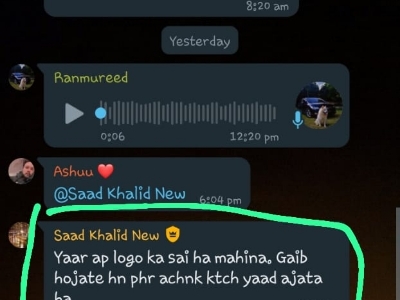 8:20 am
Yesterday
Ranmureed
0:06
12:20 pm
Ashuu ❤️
@Saad Khalid New
6:04 pm
Saad Khalid New
Yaar ap logo ka sai ha mahina. Gaib
hojate hn phr achnk ktch yaad ajata
ha